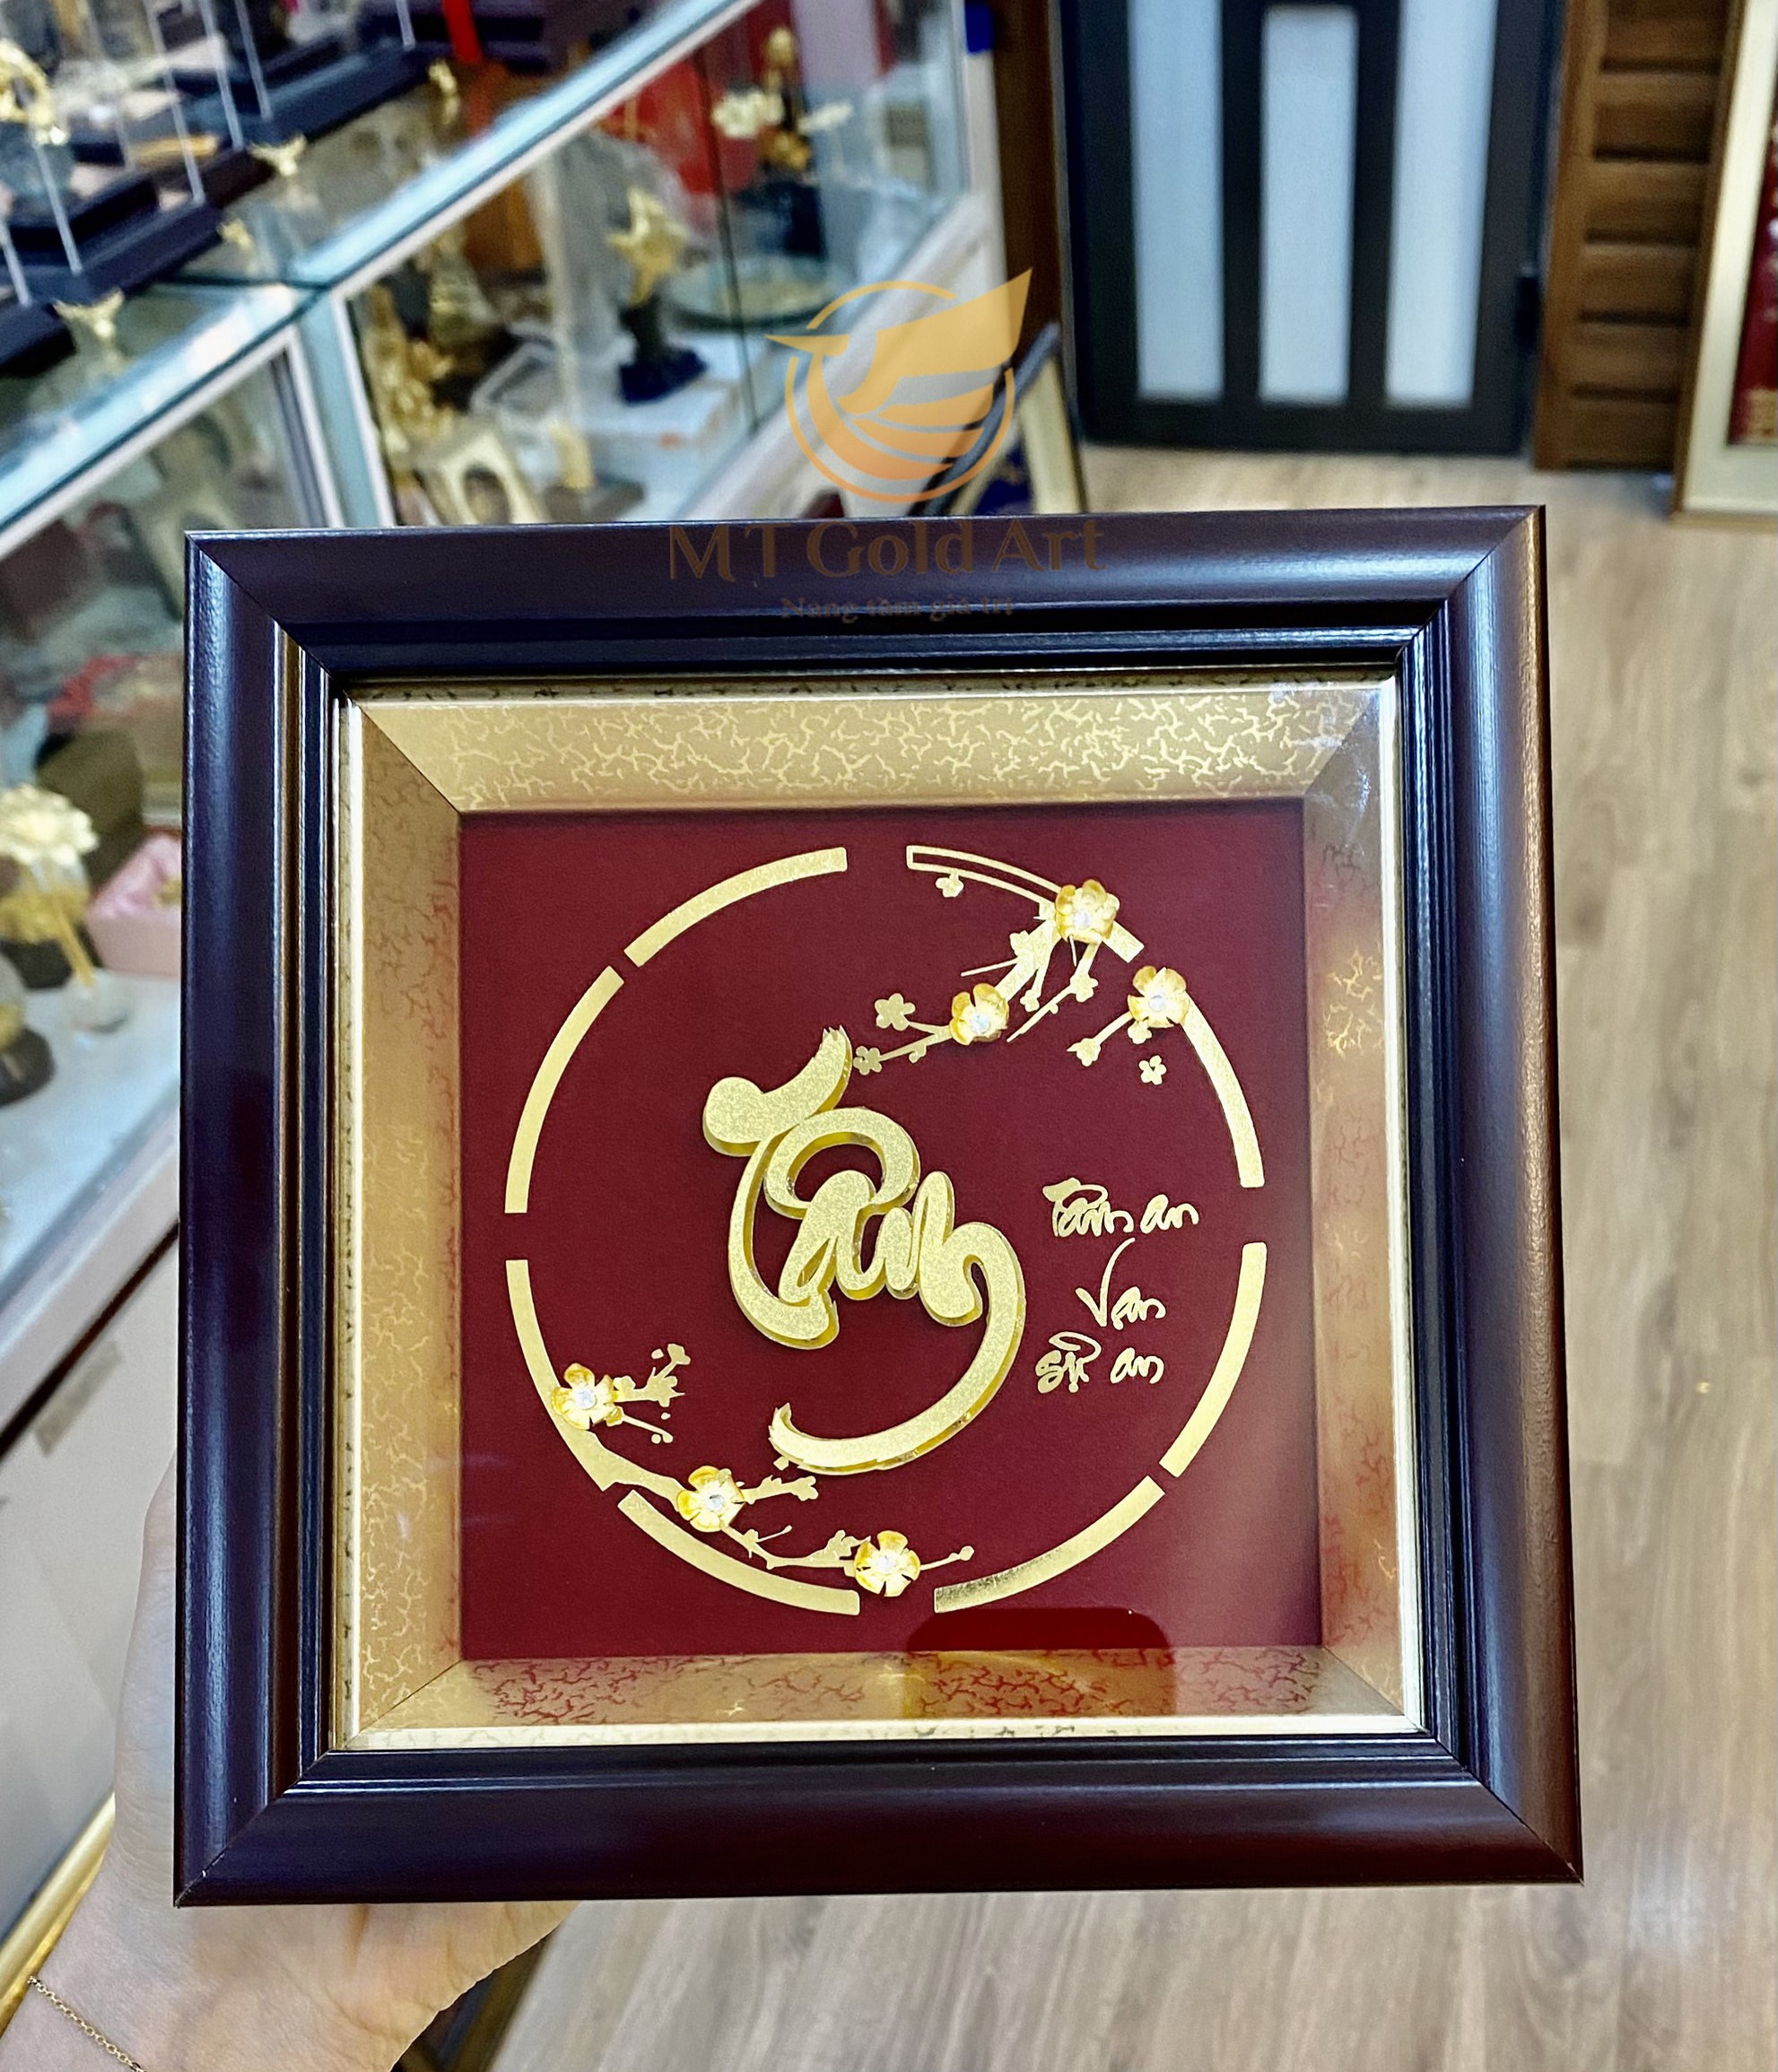 MT Gold Art
Nâng tầm giá trị
Tâm
Tâm an
Vạn
sự an